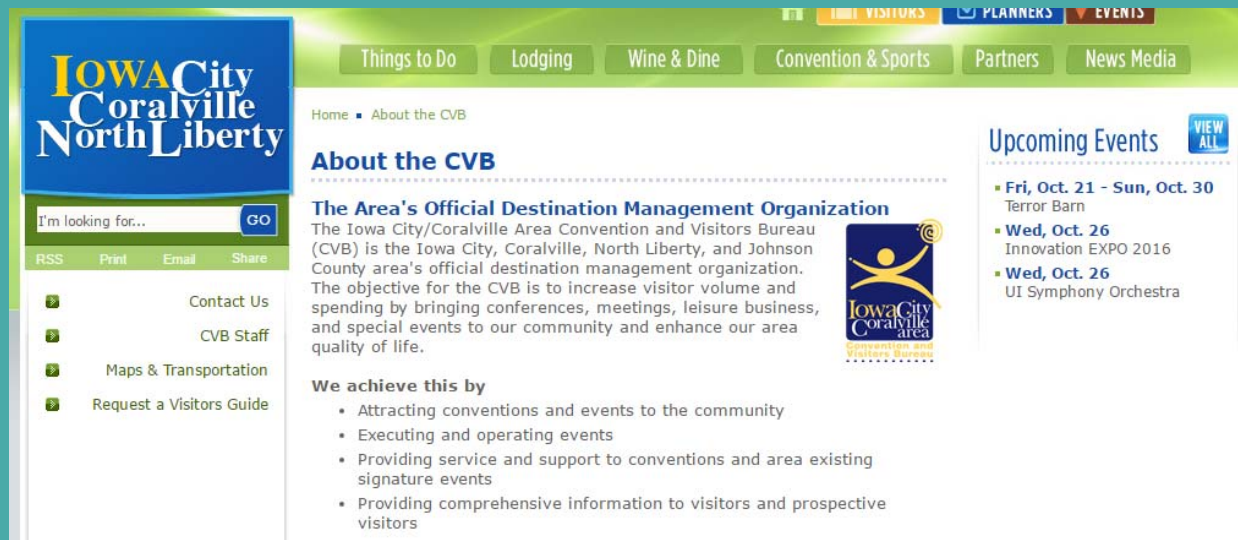 VISITORS
PLANNERS
EVENTS
Things to Do
Lodging
Wine & Dine
Convention & Sports
Partners
News Media
IOWA City
Coralville
North Liberty
I'm looking for...
GO
RSS
Print
Email
Share
Contact Us
CVB Staff
Maps & Transportation
Request a Visitors Guide
Home ▪ About the CVB
About the CVB
The Area's Official Destination Management Organization
The Iowa City/Coralville Area Convention and Visitors Bureau
(CVB) is the Iowa City, Coralville, North Liberty, and Johnson
County area's official destination management organization.
The objective for the CVB is to increase visitor volume and
spending by bringing conferences, meetings, leisure business,
and special events to our community and enhance our area
quality of life.
Iowa City
Coralville
area
Convention and
Visitors Bureau
We achieve this by
• Attracting conventions and events to the community
• Executing and operating events
• Providing service and support to conventions and area existing
signature events
• Providing comprehensive information to visitors and prospective
visitors
Upcoming Events
VIEW
ALL
Fri, Oct. 21 - Sun, Oct. 30
Terror Barn
Wed, Oct. 26
Innovation EXPO 2016
Wed, Oct. 26
UI Symphony Orchestra